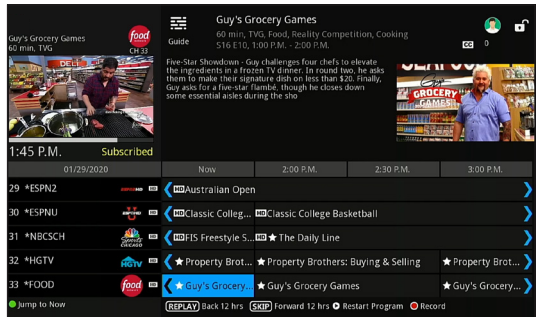 Guy's Grocery Games
60 min, TVG
food
CH 33
DELI
1:45 P.M.
Subscribed
Guide
Guy's Grocery Games
60 min, TVG, Food, Reality Competition, Cooking
S16 E10, 1:00 P.M. - 2:00 P.M.
CC
0
Five-Star Showdown - Guy challenges four chefs to elevate
the ingredients in a frozen TV dinner. In round two, he asks
them to make their signature dish on less than $20. Finally,
Guy asks for a five-star flambé, though he closes down
some essential aisles during the sho
GROCERY
GAMES
01/29/2020 Now 2:00 P.M. 2:30 P.M. 3:00 P.M.
29 *ESPN2 HD HD Australian Open
30 *ESPNU HD HD Classic Colleg... HD Classic College Basketball
31 *NBCSCH Sports CHICAGO HD HD FIS Freestyle S... HD ★ The Daily Line
32 *HGTV HGTV HD ★ Property Brot... ★ Property Brothers: Buying & Selling ★ Property Brot...
33 *FOOD food HD ★ Guy's Grocery... ★ Guy's Grocery Games ★ Guy's Grocery...
Jump to Now REPLAY Back 12 hrs SKIP Forward 12 hrs Restart Program Record